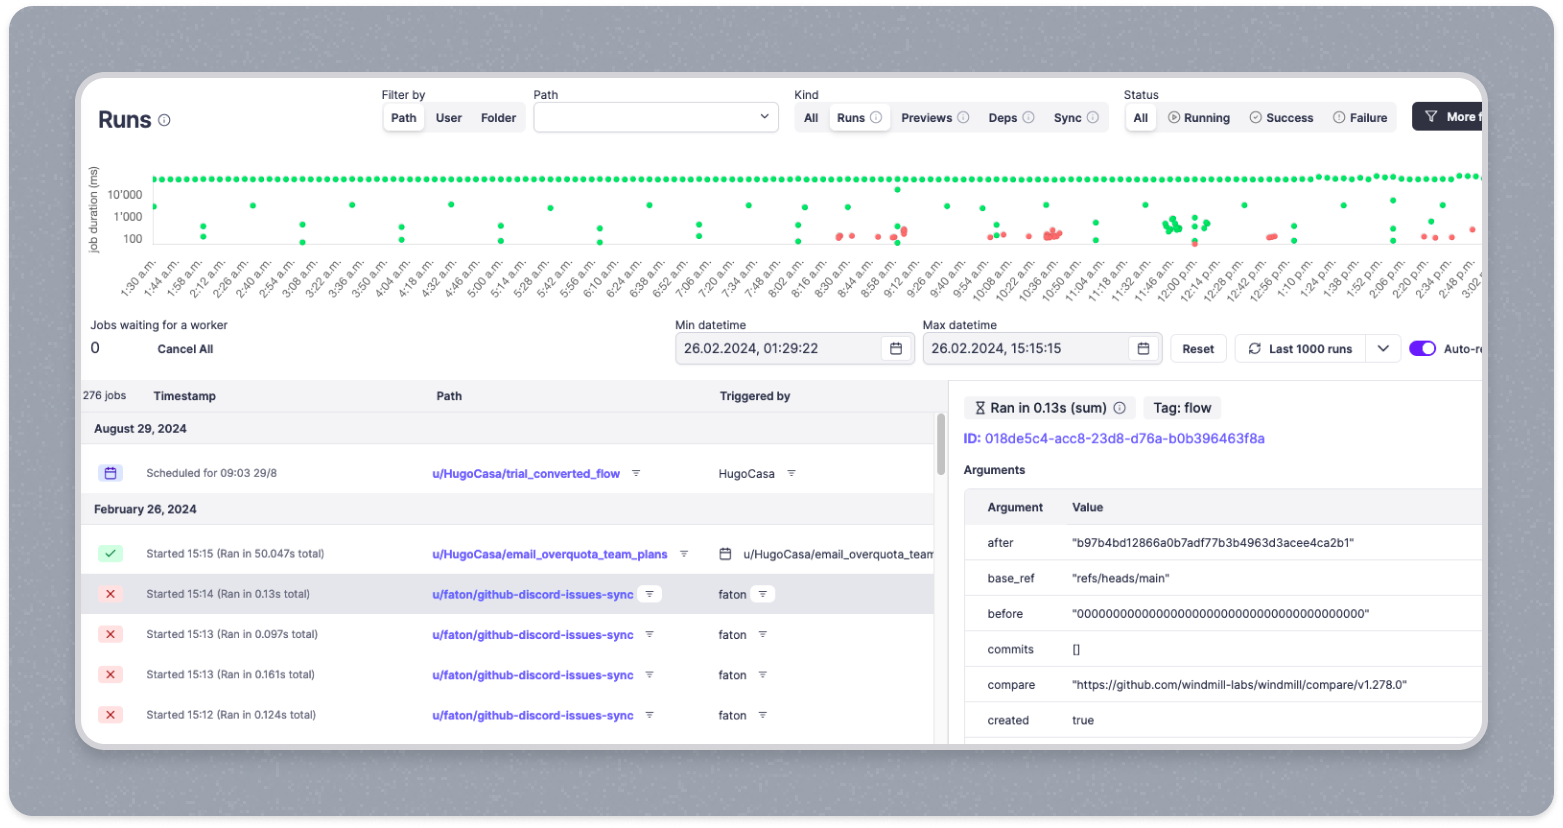 Runs
Filter by
Path User Folder
Path
Kind
All Runs Previews Deps Sync
Status
All Running Success Failure
More f
job duration (ms)
10'000
1'000
100
1:30 a.m. 1:44 a.m. 1:58 a.m. 2:12 a.m. 2:26 a.m. 2:40 a.m. 2:54 a.m. 3:08 a.m. 3:22 a.m. 3:36 a.m. 3:50 a.m. 4:04 a.m. 4:18 a.m. 4:32 a.m. 4:46 a.m. 5:00 a.m. 5:14 a.m. 5:28 a.m. 5:42 a.m. 5:56 a.m. 6:10 a.m. 6:24 a.m. 6:38 a.m. 6:52 a.m. 7:06 a.m. 7:20 a.m. 7:34 a.m. 7:48 a.m. 8:02 a.m. 8:16 a.m. 8:30 a.m. 8:44 a.m. 8:58 a.m. 9:12 a.m. 9:26 a.m. 9:40 a.m. 9:54 a.m. 10:08 a.m. 10:22 a.m. 10:36 a.m. 10:50 a.m. 11:04 a.m. 11:18 a.m. 11:32 a.m. 11:46 a.m. 12:00 p.m. 12:14 p.m. 12:28 p.m. 12:42 p.m. 12:56 p.m. 1:10 p.m. 1:24 p.m. 1:38 p.m. 1:52 p.m. 2:06 p.m. 2:20 p.m. 2:34 p.m. 2:48 p.m. 3:02
Jobs waiting for a worker
0 Cancel All
Min datetime
26.02.2024, 01:29:22
Max datetime
26.02.2024, 15:15:15
Reset Last 1000 runs Auto-re
276 jobs Timestamp Path Triggered by
August 29, 2024
Scheduled for 09:03 29/8 u/HugoCasa/trial_converted_flow HugoCasa
February 26, 2024
Started 15:15 (Ran in 50.047s total) u/HugoCasa/email_overquota_team_plans u/HugoCasa/email_overquota_team
Started 15:14 (Ran in 0.13s total) u/faton/github-discord-issues-sync faton
Started 15:13 (Ran in 0.097s total) u/faton/github-discord-issues-sync faton
Started 15:13 (Ran in 0.161s total) u/faton/github-discord-issues-sync faton
Started 15:12 (Ran in 0.124s total) u/faton/github-discord-issues-sync faton
Ran in 0.13s (sum) Tag: flow
ID: 018de5c4-acc8-23d8-d76a-b0b396463f8a
Arguments
Argument Value
after "b97b4bd12866a0b7adf77b3b4963d3acee4ca2b1"
base_ref "refs/heads/main"
before "0000000000000000000000000000000000000000"
commits []
compare "https://github.com/windmill-labs/windmill/compare/v1.278.0"
created true